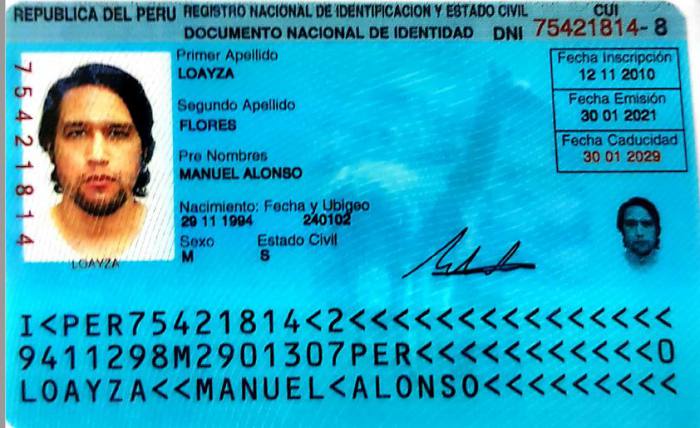 REPUBLICA DEL PERU REGISTRO NACIONAL DE IDENTIFICACION Y ESTADO CIVIL
DOCUMENTO NACIONAL DE IDENTIDAD
CUI
DNI 75421814-8
75421814
Primer Apellido
LOAYZA
Segundo Apellido
FLORES
Pre Nombres
MANUEL ALONSO
Nacimiento: Fecha y Ubigeo
29 11 1994 240102
Sexo Estado Civil
M S
Fecha Inscripción
12 11 2010
Fecha Emisión
30 01 2021
Fecha Caducidad
30 01 2029
LOAYZA
I<PER75421814<2<<<<<<<<<<<<<<<
9411298M2901307PER<<<<<<<<<<<0
LOAYZA<<MANUEL<ALONSO<<<<<<<<<